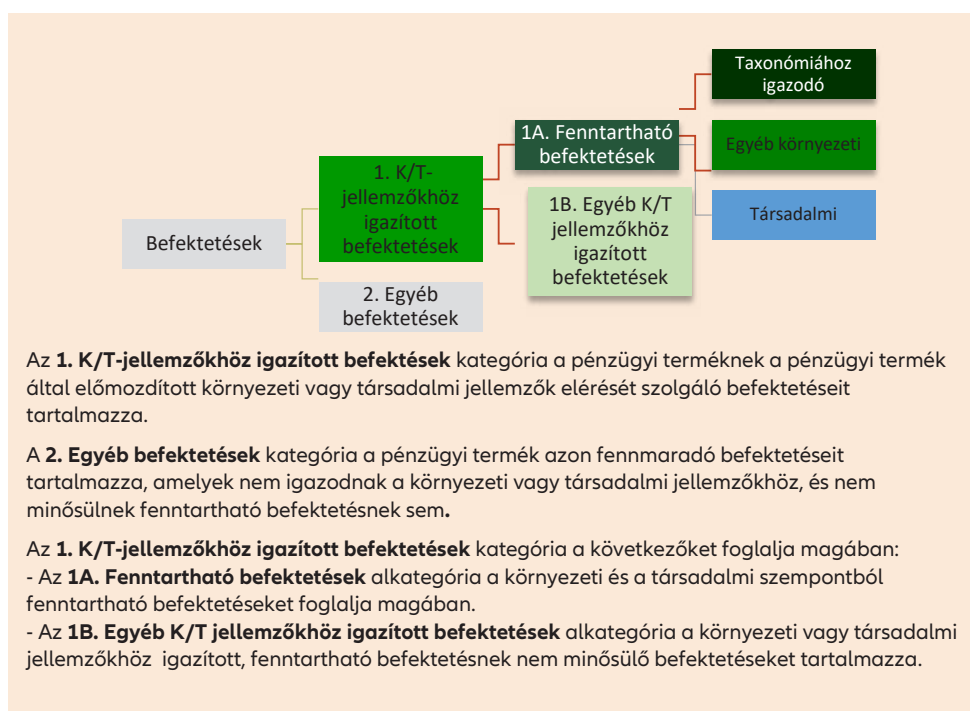 Taxonómiához
igazodó
1A. Fenntartható
befektetések
Egyéb környezeti
1. K/T-
jellemzőkhöz
igazított
befektetések
1B. Egyéb K/T
jellemzőkhöz
igazított
befektetések
Társadalmi
Befektetések
2. Egyéb
befektetések
Az 1. K/T-jellemzőkhöz igazított befektések kategória a pénzügyi terméknek a pénzügyi termék
által előmozdított környezeti vagy társadalmi jellemzők elérését szolgáló befektetéseit
tartalmazza.
A 2. Egyéb befektetések kategória a pénzügyi termék azon fennmaradó befektetéseit
tartalmazza, amelyek nem igazodnak a környezeti vagy társadalmi jellemzőkhöz, és nem
minősülnek fenntartható befektetésnek sem.
Az 1. K/T-jellemzőkhöz igazított befektetések kategória a következőket foglalja magában:
- Az 1A. Fenntartható befektetések alkategória a környezeti és a társadalmi szempontból
fenntartható befektetéseket foglalja magában.
- Az 1B. Egyéb K/T jellemzőkhöz igazított befektetések alkategória a környezeti vagy társadalmi
jellemzőkhöz igazított, fenntartható befektetésnek nem minősülő befektetéseket tartalmazza.